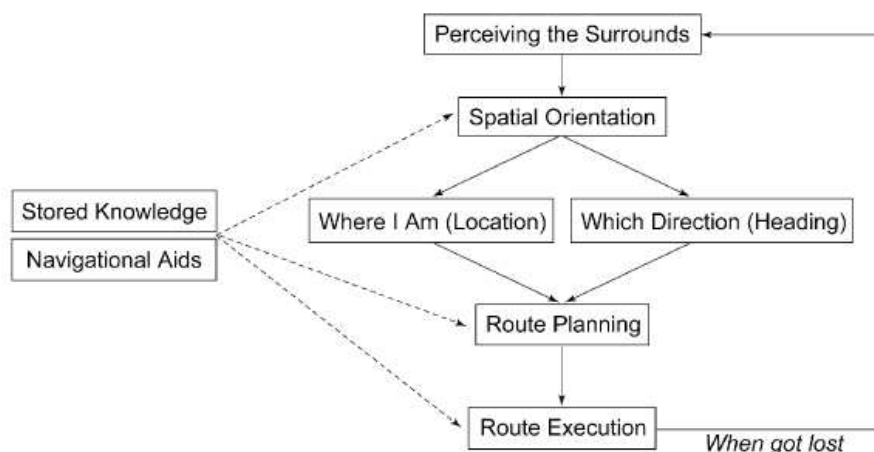 Perceiving the Surrounds
Spatial Orientation
Stored Knowledge
Navigational Aids
Where I Am (Location)
Which Direction (Heading)
Route Planning
Route Execution
When got lost